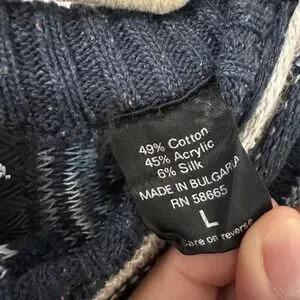 49% Cotton
45% Acrylic
6% Silk
MADE IN BULGARIA
RN 58665
L
Care on reverse